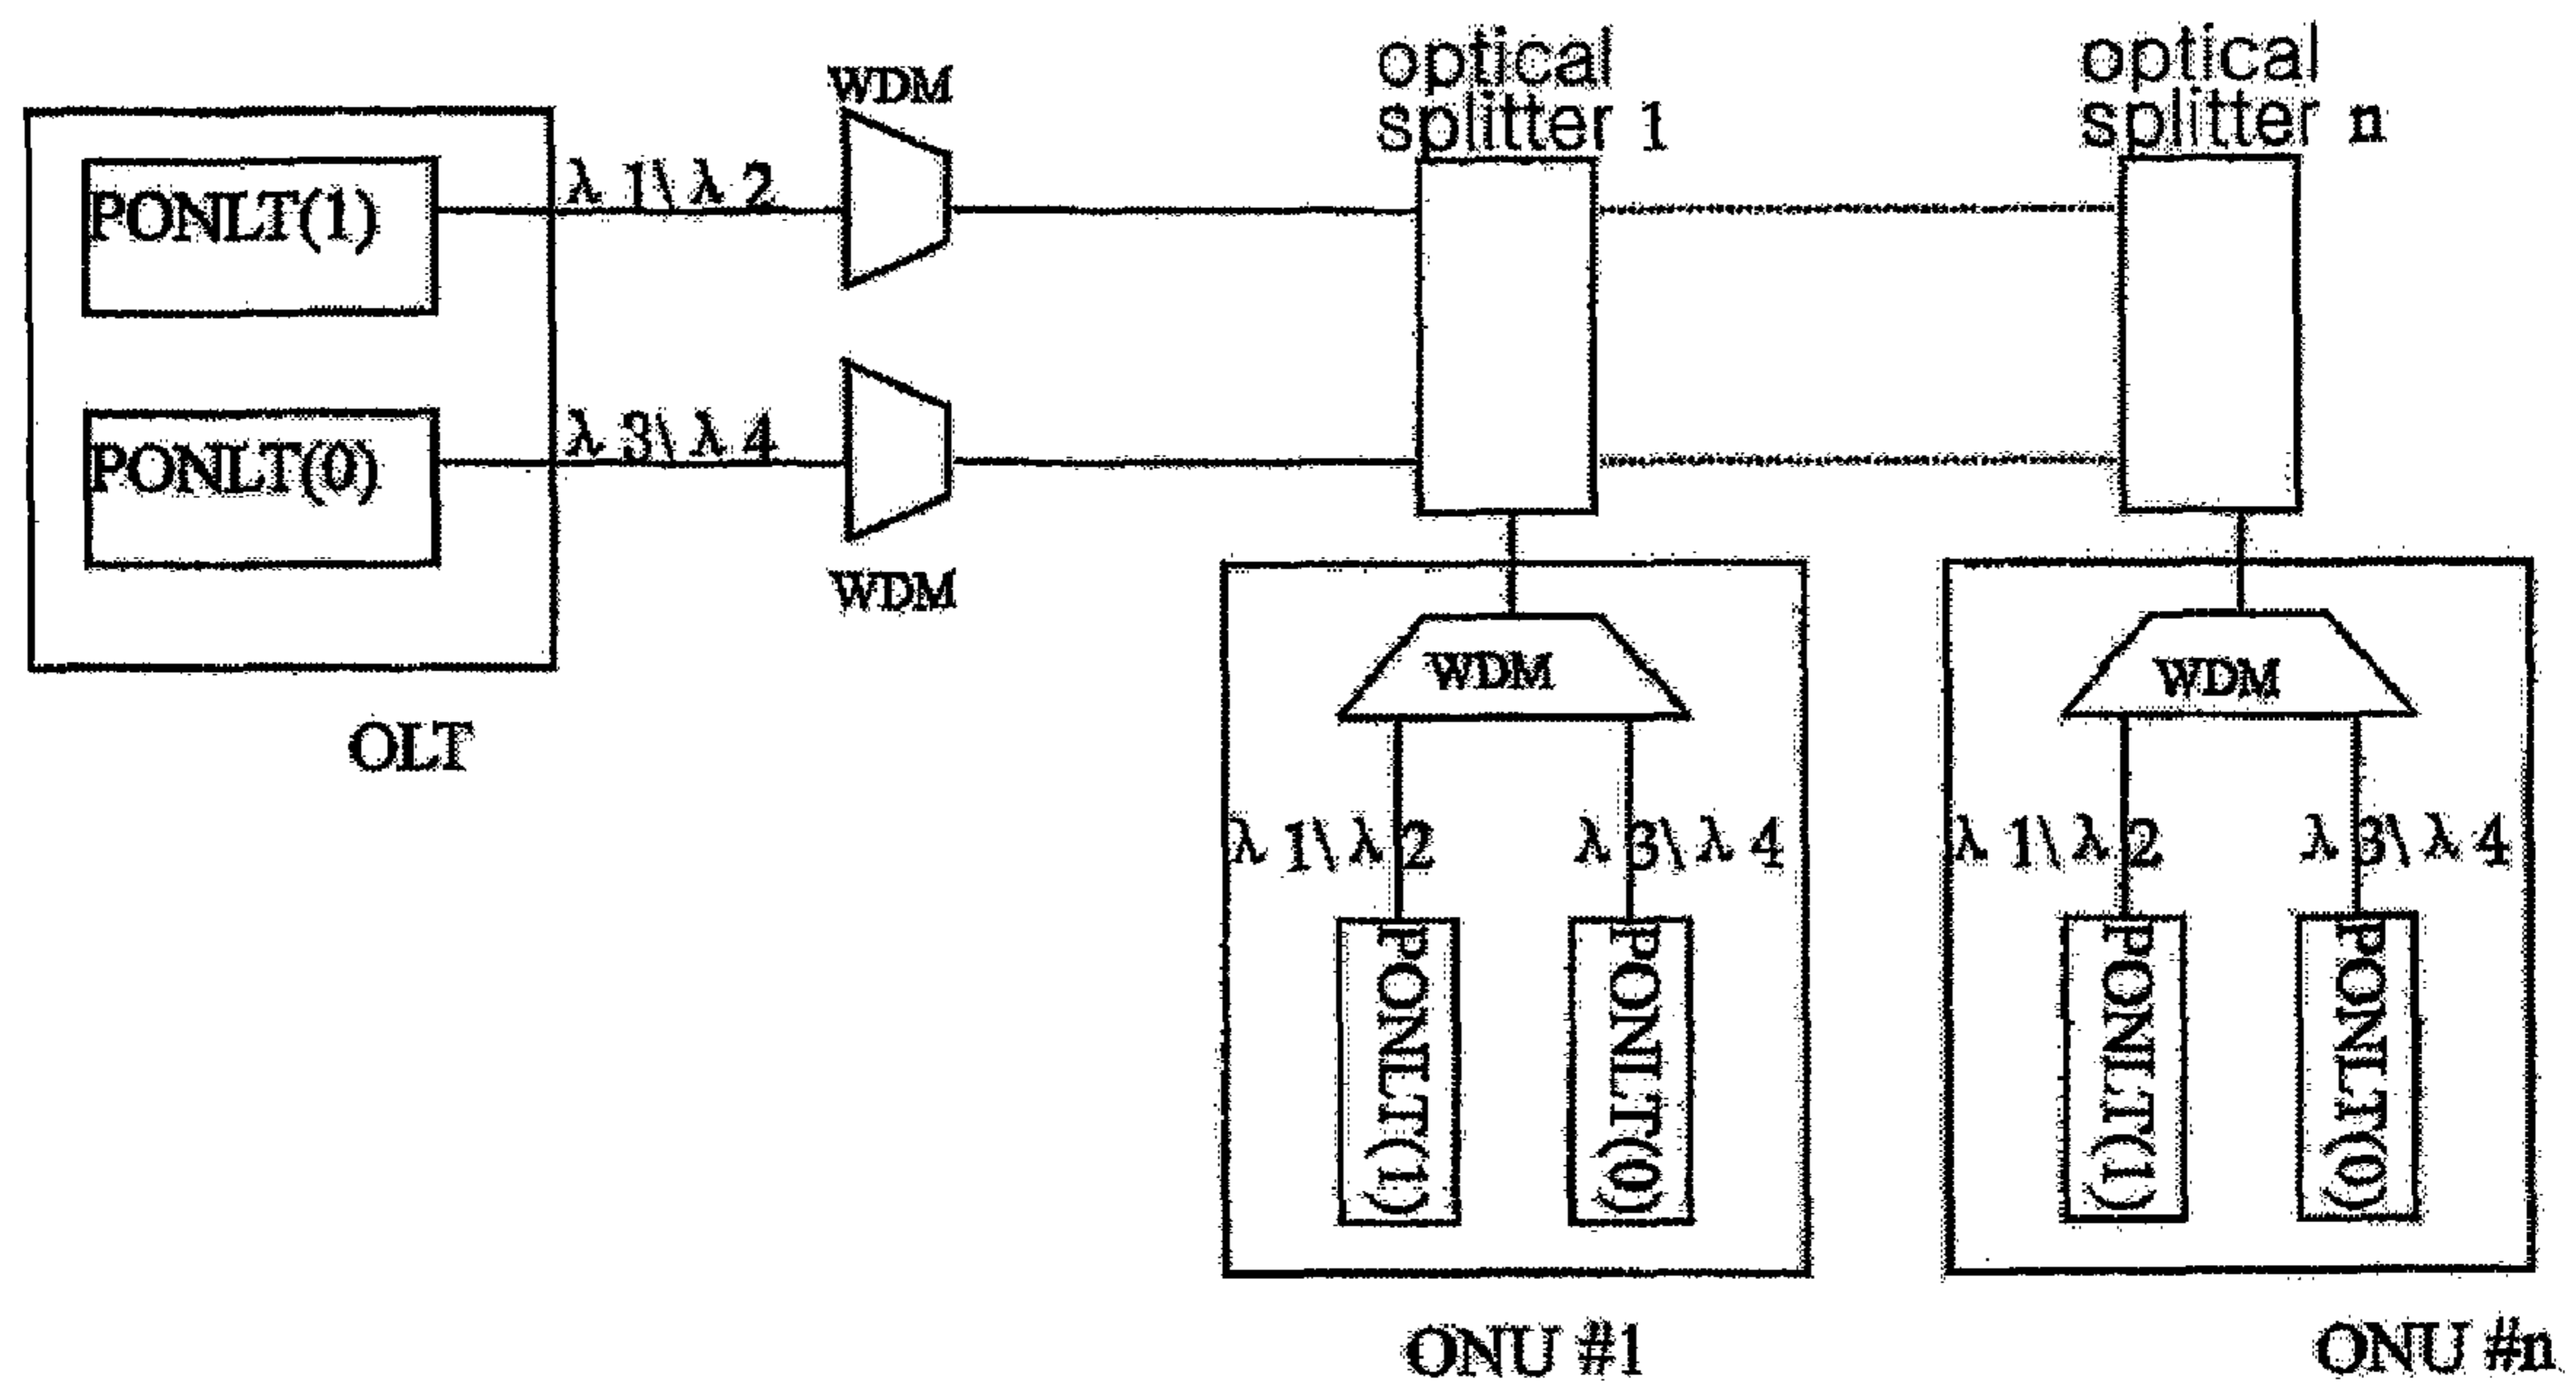 WDM
optical
splitter 1
optical
splitter n
PONLT(1)
λ 1\ λ 2
PONLT(0)
λ 3\ λ 4
WDM
OLT
WDM
λ 1\ λ 2
λ 3\ λ 4
PONLT(1)
PONLT(0)
ONU #1
WDM
λ 1\ λ 2
λ 3\ λ 4
PONLT(1)
PONLT(0)
ONU #n